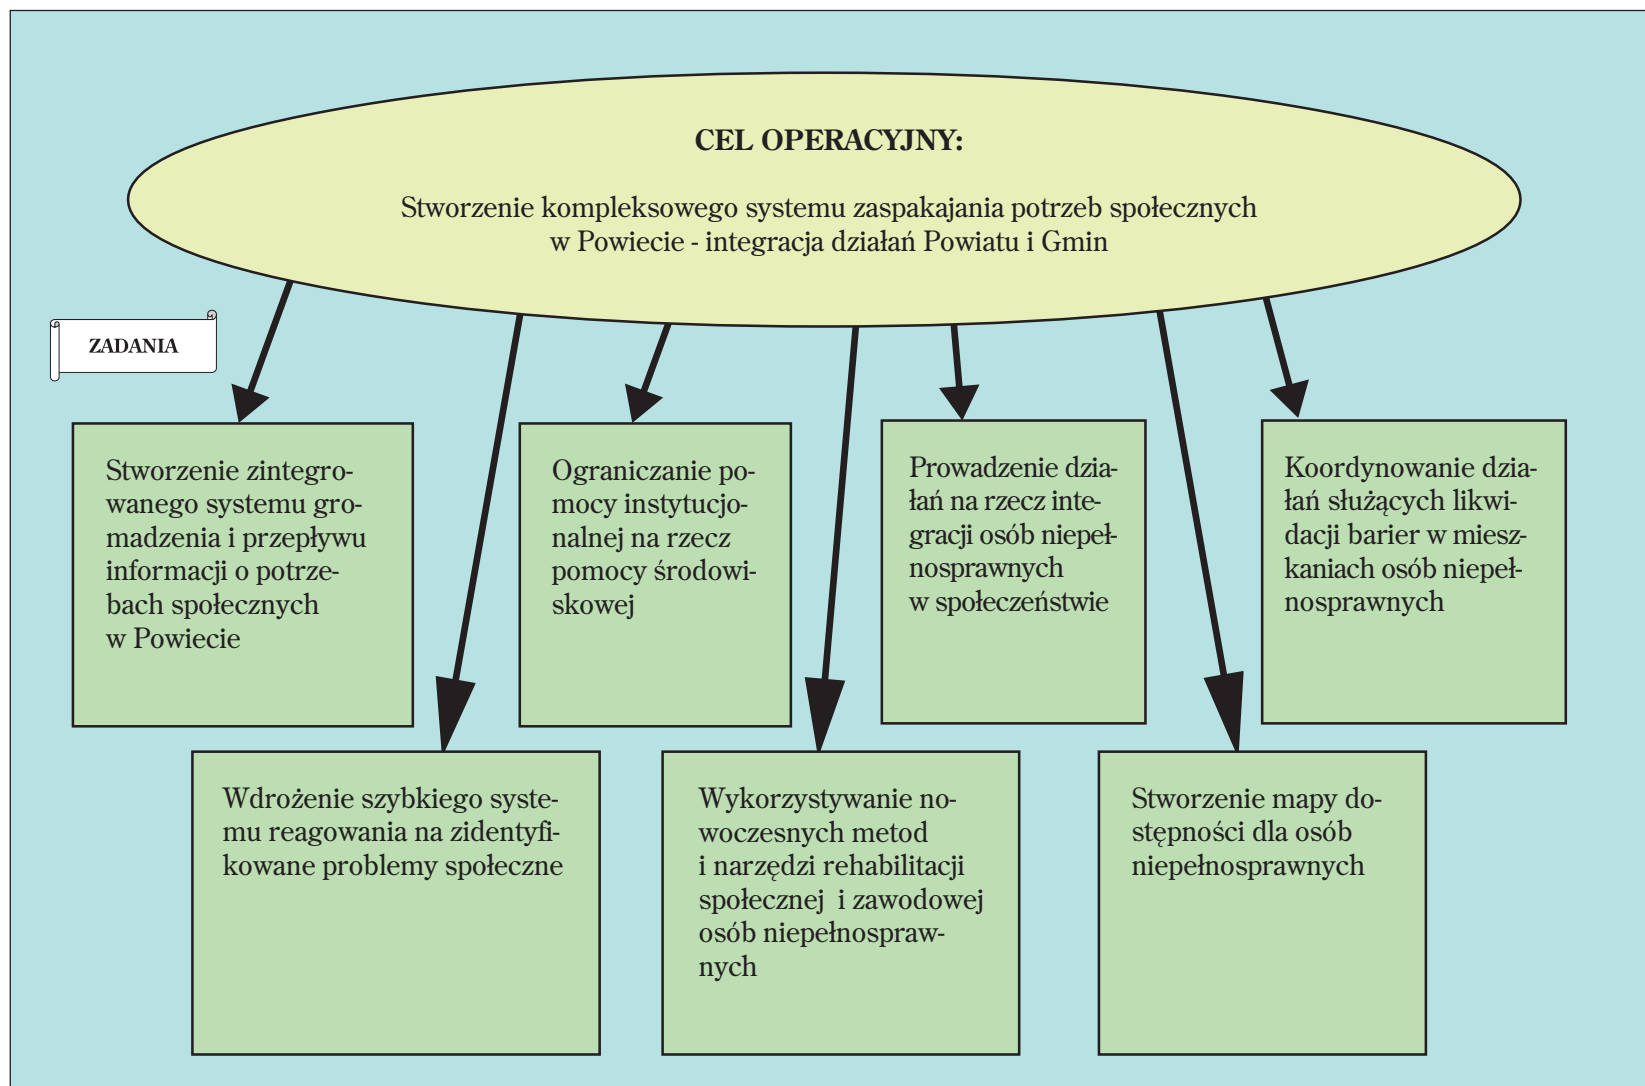 CEL OPERACYJNY:
Stworzenie kompleksowego systemu zaspakajania potrzeb społecznych
w Powiecie - integracja działań Powiatu i Gmin
ZADANIA
Stworzenie zintegro-
wanego systemu gro-
madzenia i przepływu
informacji o potrze-
bach społecznych
w Powiecie
Ograniczanie po-
mocy instytucjo-
nalnej na rzecz
pomocy środowi-
skowej
Prowadzenie dzia-
łań na rzecz inte-
gracji osób niepeł-
nosprawnych
w społeczeństwie
Koordynowanie dzia-
łań służących likwi-
dacji barier w miesz-
kaniach osób niepeł-
nosprawnych
Wdrożenie szybkiego syste-
mu reagowania na zidentyfi-
kowane problemy społeczne
Wykorzystywanie no-
woczesnych metod
i narzędzi rehabilitacji
społecznej i zawodowej
osób niepełnospraw-
nych
Stworzenie mapy do-
stępności dla osób
niepełnosprawnych